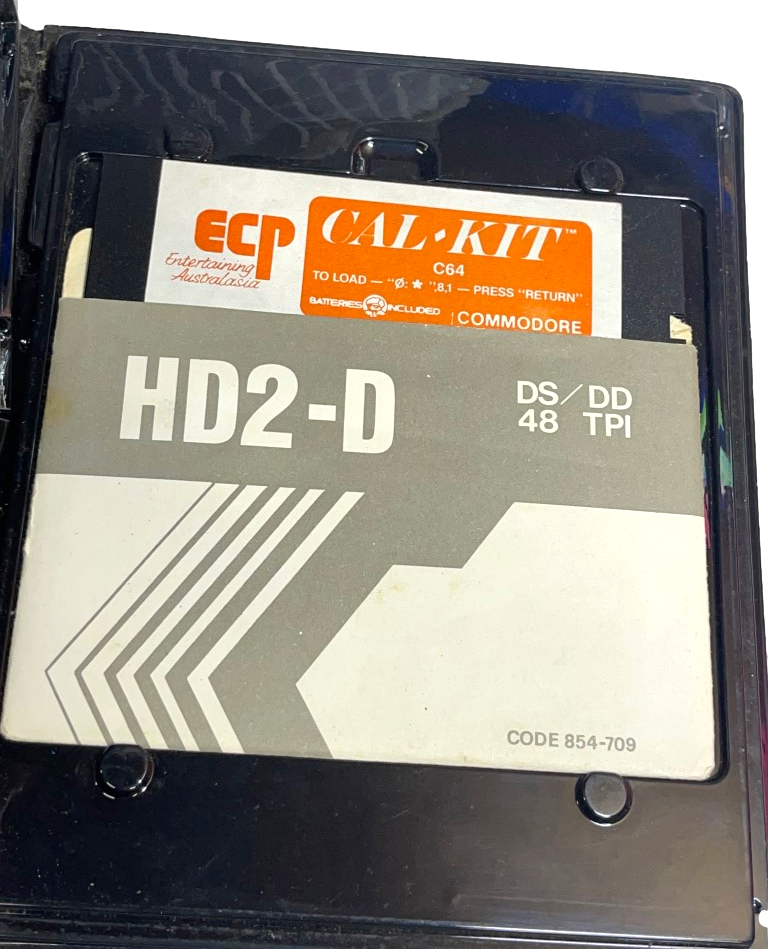 ECP
Entertaining
Australasia
CAL•KIT™
C64
TO LOAD — "Ø: ★ ",8,1 — PRESS "RETURN"
BATTERIES INCLUDED
COMMODORE
HD2-D
DS/DD
48 TPI
CODE 854-709